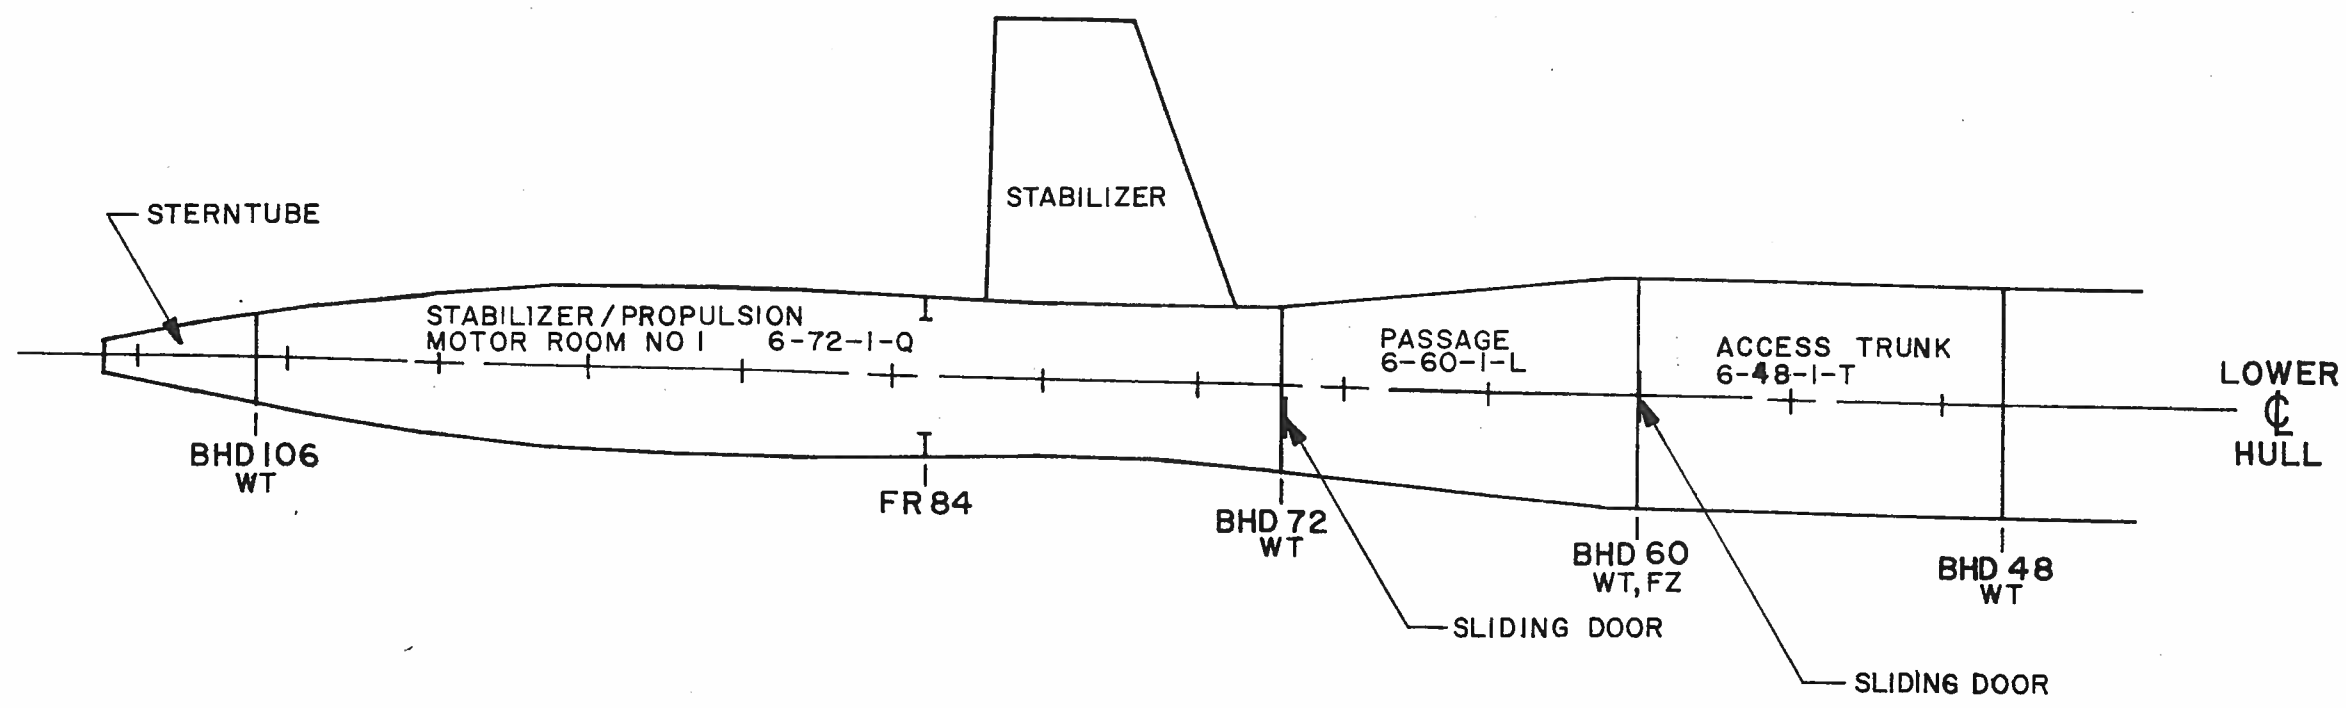 STERNTUBE
STABILIZER
STABILIZER/PROPULSION
MOTOR ROOM NO 1 6-72-1-Q
PASSAGE
6-60-1-L
ACCESS TRUNK
6-48-1-T
LOWER
℄
HULL
BHD 106
WT
FR 84
BHD 72
WT
BHD 60
WT, FZ
BHD 48
WT
SLIDING DOOR
SLIDING DOOR